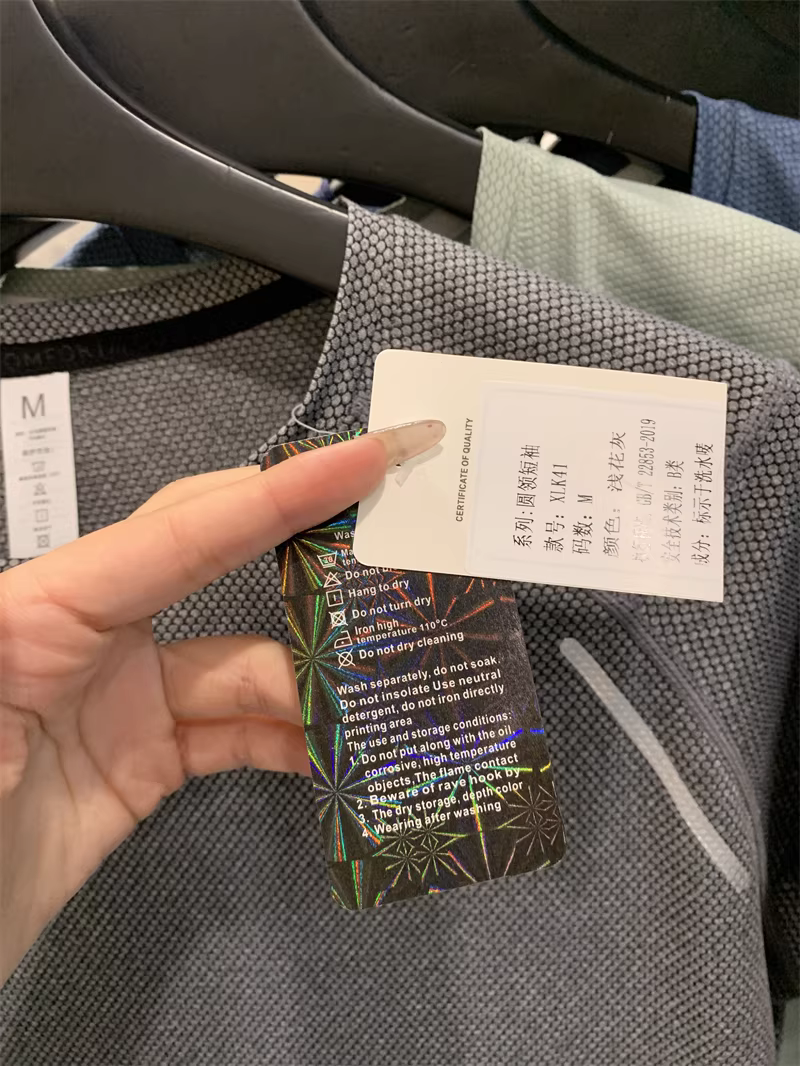 M
CERTIFICATE OF QUALITY
系列: 圆领短袖
款号: XLK41
码数: M
颜色: 浅花灰
GB/T 22853-2019
安全技术类别: B类
成分: 标示于洗水唛
Do not
Hang to dry
Do not turn dry
Iron high
temperature 110°C
Do not dry cleaning
Wash separately, do not soak.
Do not insolate Use neutral
detergent, do not iron directly
printing area
The use and storage conditions:
1. Do not put along with the oil
corrosive, high temperature
objects,The flame contact
2. Beware of rave hook by
3. The dry storage, depth color
4. Wearing after washing